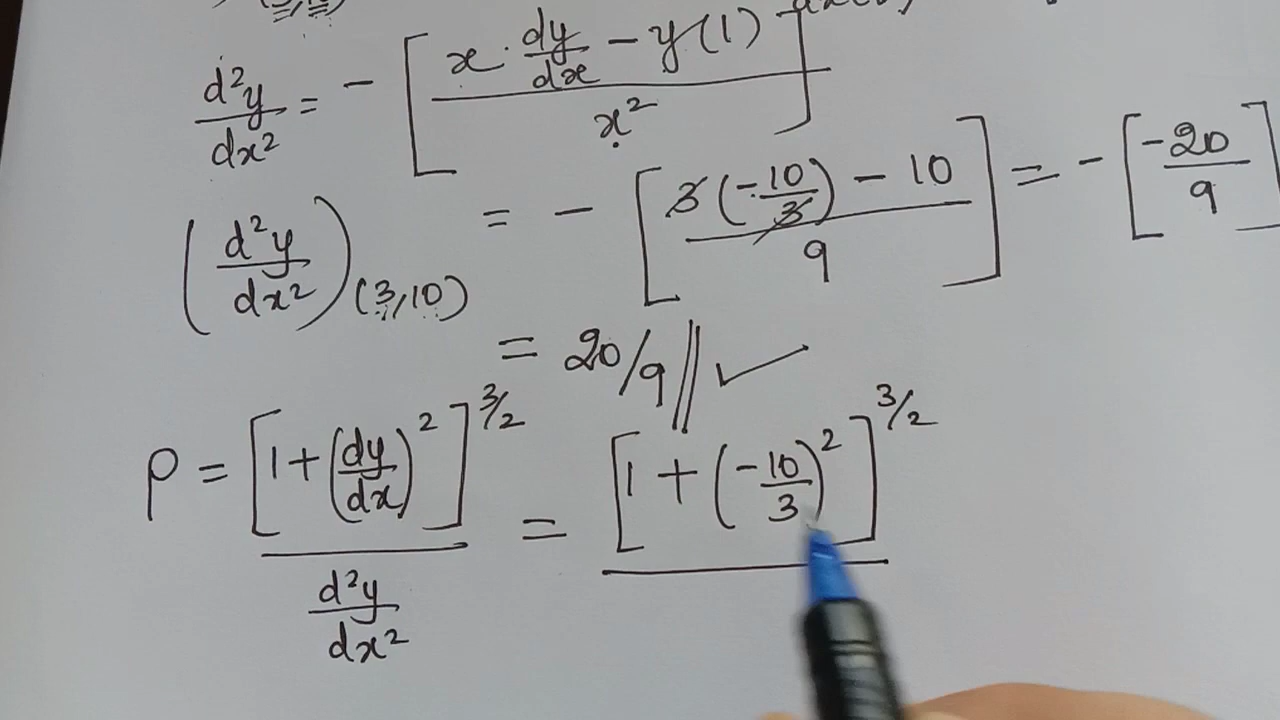 d²y/dx² = - [ (x · dy/dx - y(1)) / x² ]
(d²y/dx²)(3,10) = - [ (3(-10/3) - 10) / 9 ] = - [ -20/9 ]
= 20/9 // ✓
ρ = [1 + (dy/dx)²]^3/2 / (d²y/dx²) = [1 + (-10/3)²]^3/2